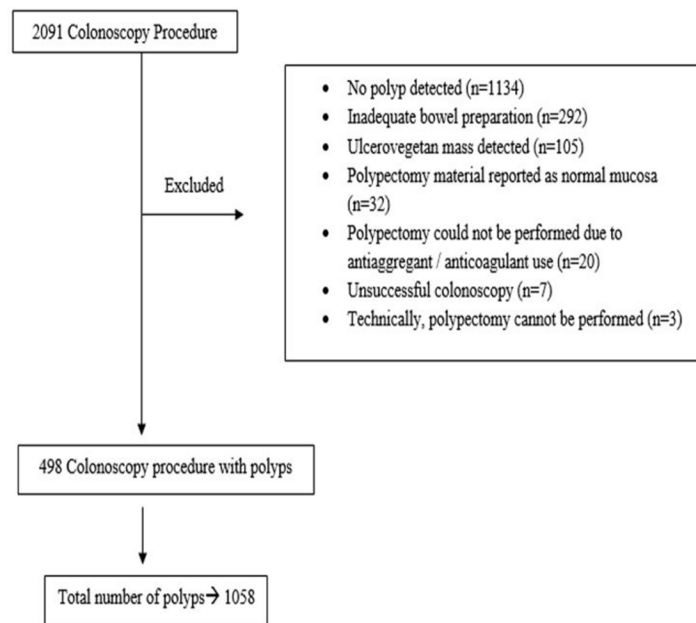 2091 Colonoscopy Procedure
• No polyp detected (n=1134)
• Inadequate bowel preparation (n=292)
• Ulcerovegetan mass detected (n=105)
• Polypectomy material reported as normal mucosa
(n=32)
• Polypectomy could not be performed due to
antiaggregant / anticoagulant use (n=20)
• Unsuccessful colonoscopy (n=7)
• Technically, polypectomy cannot be performed (n=3)
Excluded
498 Colonoscopy procedure with polyps
Total number of polyps→ 1058